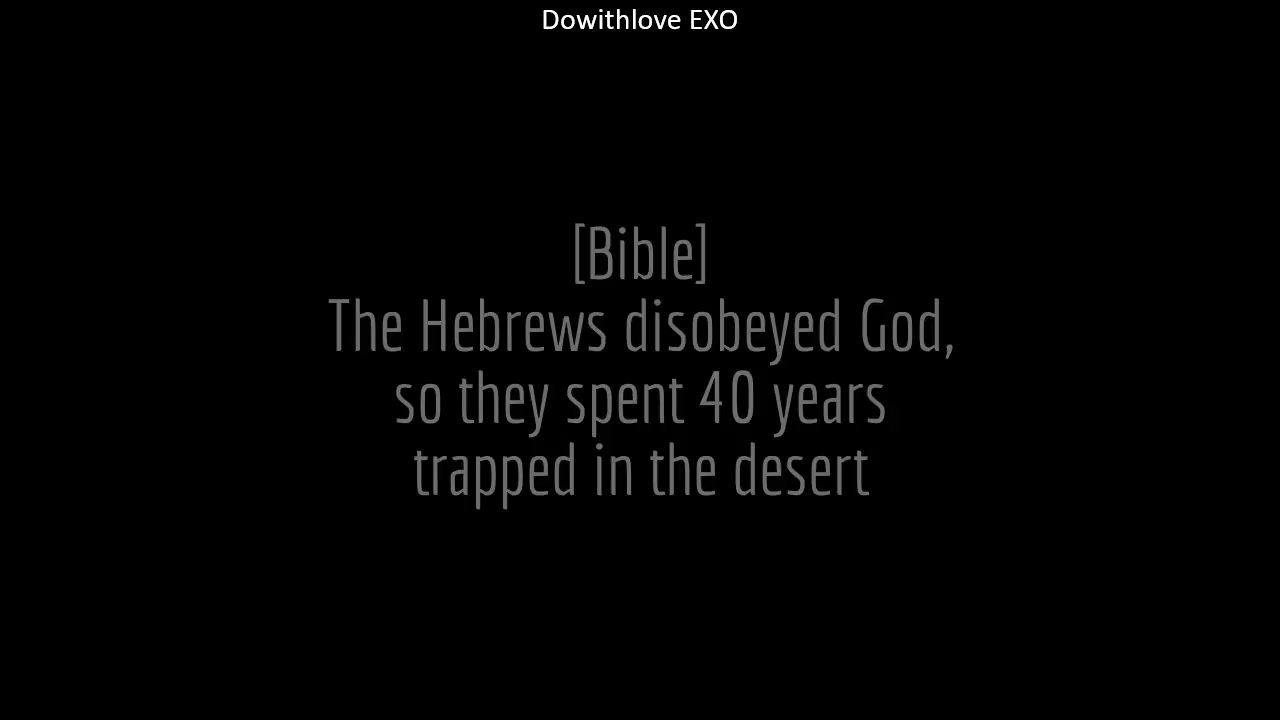 Dowithlove EXO
[Bible]
The Hebrews disobeyed God,
so they spent 40 years
trapped in the desert